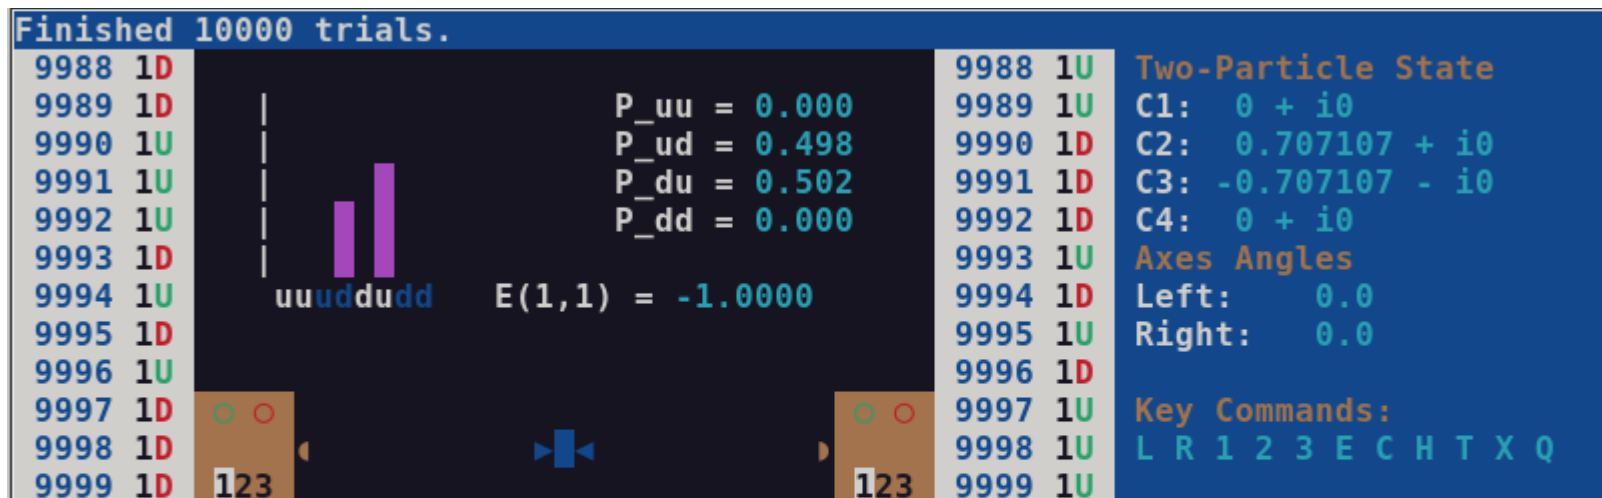 Finished 10000 trials.
9988 1D 9988 1U Two-Particle State
9989 1D P_uu = 0.000 9989 1U C1: 0 + i0
9990 1U P_ud = 0.498 9990 1D C2: 0.707107 + i0
9991 1U P_du = 0.502 9991 1D C3: -0.707107 - i0
9992 1U P_dd = 0.000 9992 1D C4: 0 + i0
9993 1D 9993 1U Axes Angles
9994 1U uuuddudd E(1,1) = -1.0000 9994 1D Left: 0.0
9995 1D 9995 1U Right: 0.0
9996 1U 9996 1D
9997 1D 9997 1U Key Commands:
9998 1D 9998 1U L R 1 2 3 E C H T X Q
9999 1D 123 123 9999 1U